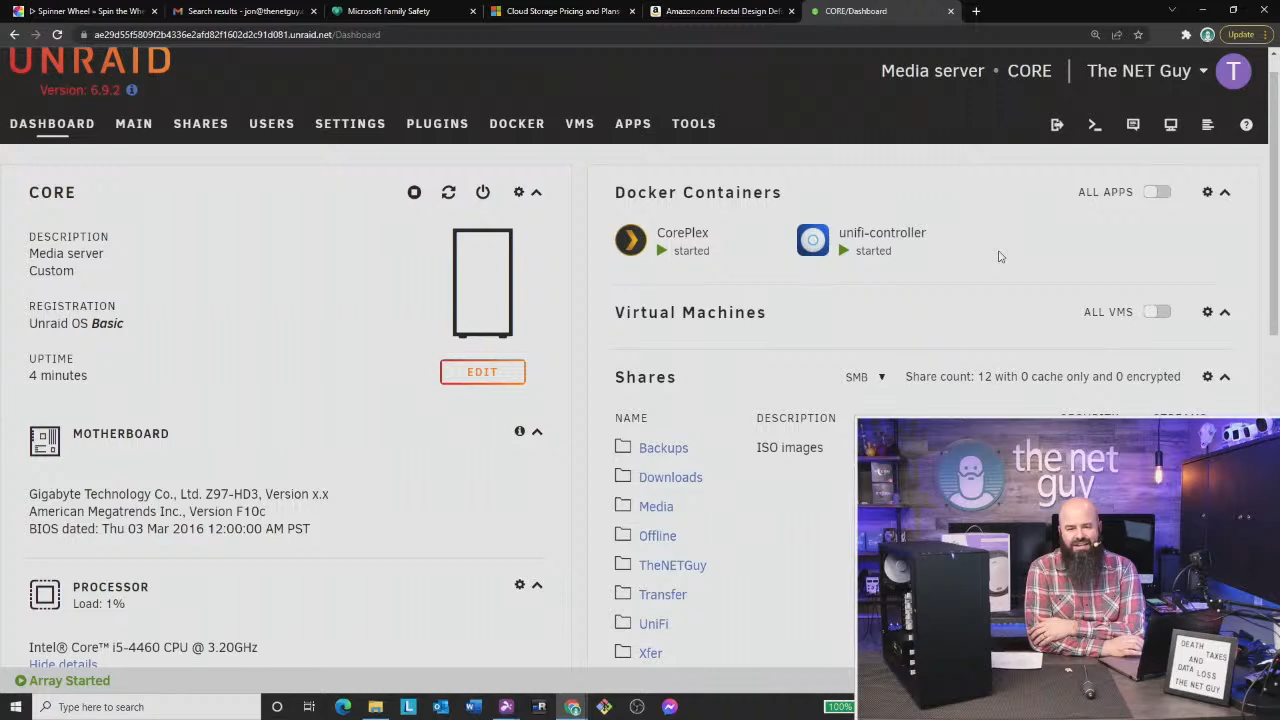 Spinner Wheel » Spin the Whe
Search results - jon@thenetguy.c
Microsoft Family Safety
Cloud Storage Pricing and Plans
Amazon.com: Fractal Design Def
CORE/Dashboard
ae29d55f5809f2b4336e2afd82f1602d2c91d081.unraid.net/Dashboard
Update
UNRAID
Version: 6.9.2
Media server • CORE
The NET Guy
T
DASHBOARD MAIN SHARES USERS SETTINGS PLUGINS DOCKER VMS APPS TOOLS
CORE
DESCRIPTION
Media server
Custom
REGISTRATION
Unraid OS Basic
UPTIME
4 minutes
EDIT
MOTHERBOARD
Gigabyte Technology Co., Ltd. Z97-HD3, Version x.x
American Megatrends Inc., Version F10c
BIOS dated: Thu 03 Mar 2016 12:00:00 AM PST
PROCESSOR
Load: 1%
Intel® Core™ i5-4460 CPU @ 3.20GHz
Hide details
Docker Containers
ALL APPS
CorePlex
started
unifi-controller
started
Virtual Machines
ALL VMS
Shares
SMB
Share count: 12 with 0 cache only and 0 encrypted
NAME DESCRIPTION
Backups ISO images
Downloads
Media
Offline
TheNETGuy
Transfer
UniFi
Xfer
the net
guy
DEATH TAXES
AND
DATA LOSS
THE NET GUY
Array Started
Type here to search
100%